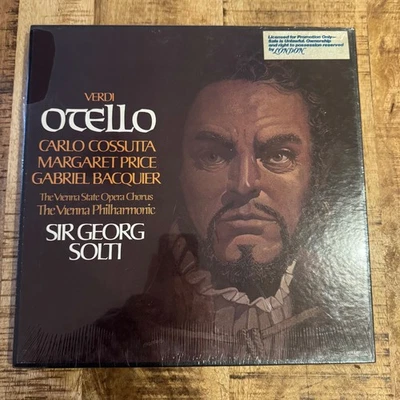 Licensed for Promotion Only—
Sale is Unlawful. Ownership
and right to possession reserved
by LONDON
VERDI
OTELLO
CARLO COSSUTTA
MARGARET PRICE
GABRIEL BACQUIER
The Vienna State Opera Chorus
The Vienna Philharmonic
SIR GEORG
SOLTI